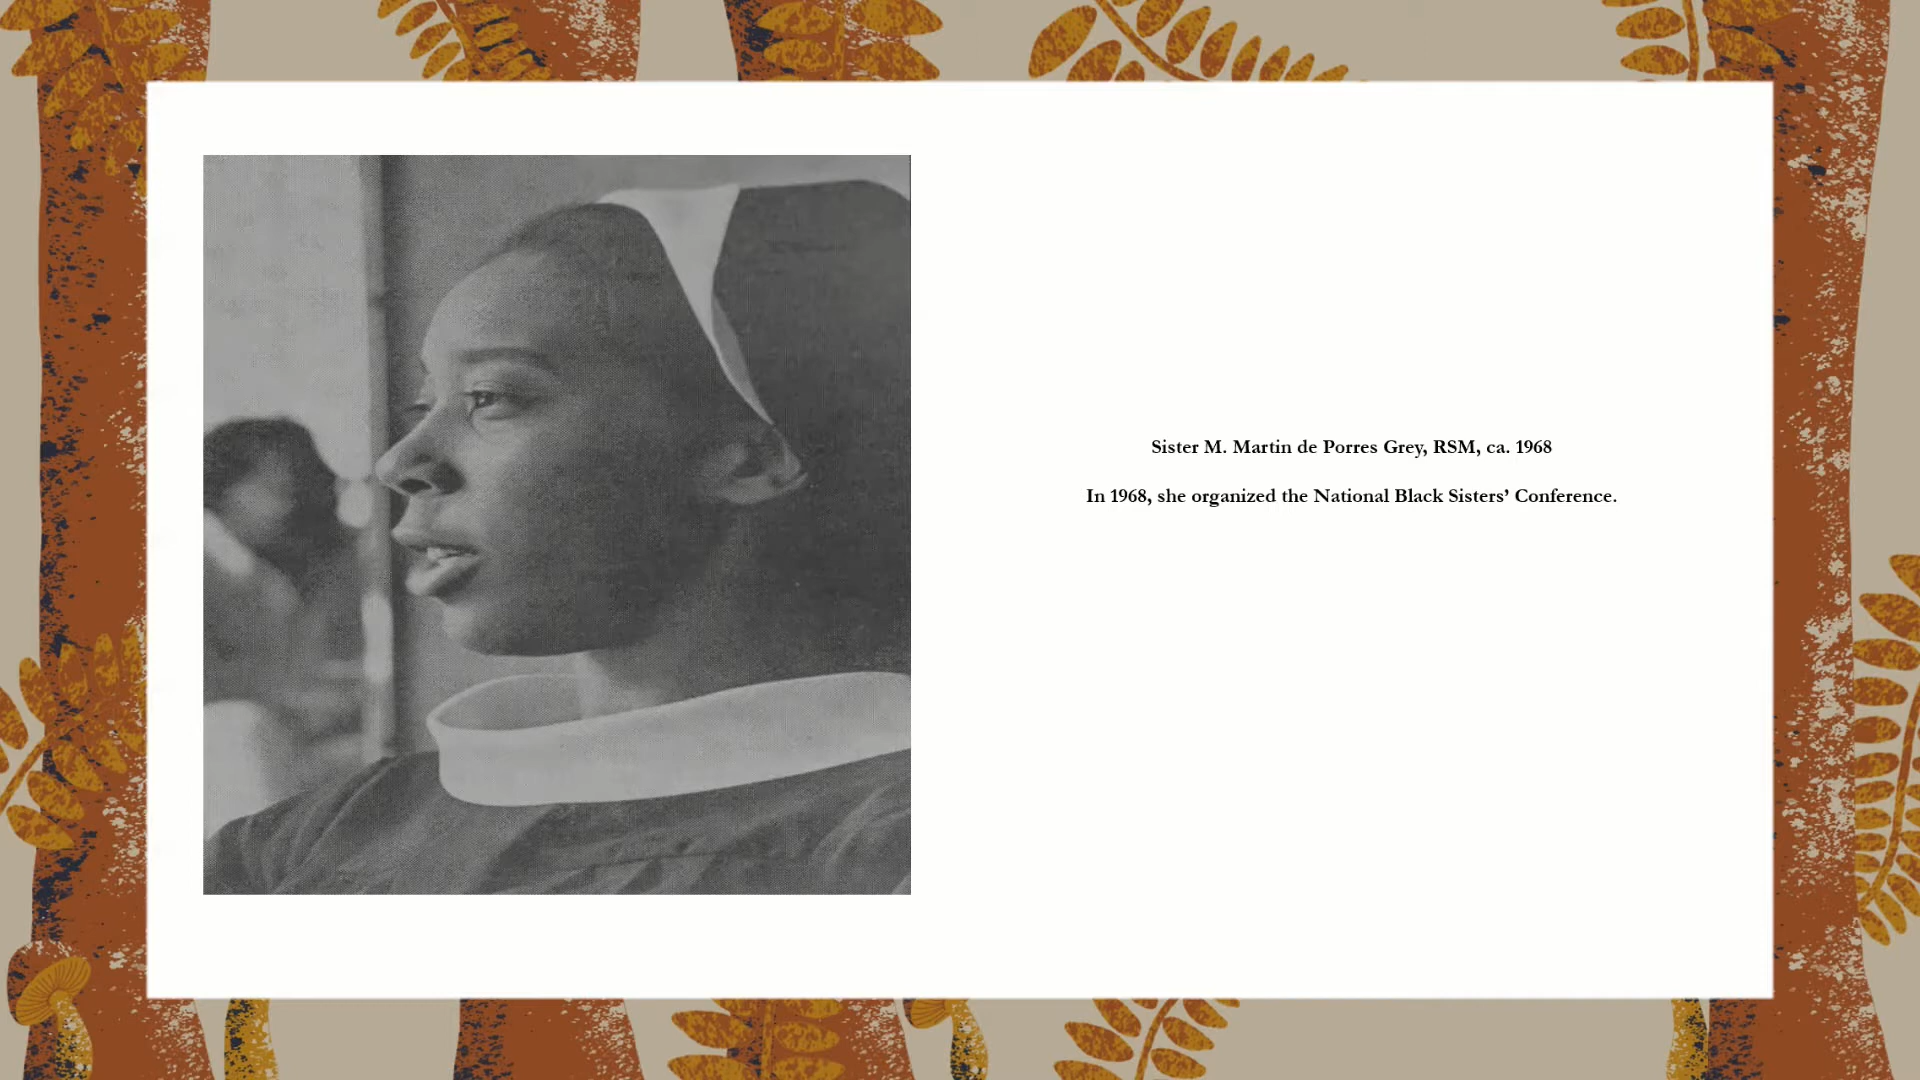 Sister M. Martin de Porres Grey, RSM, ca. 1968
In 1968, she organized the National Black Sisters’ Conference.